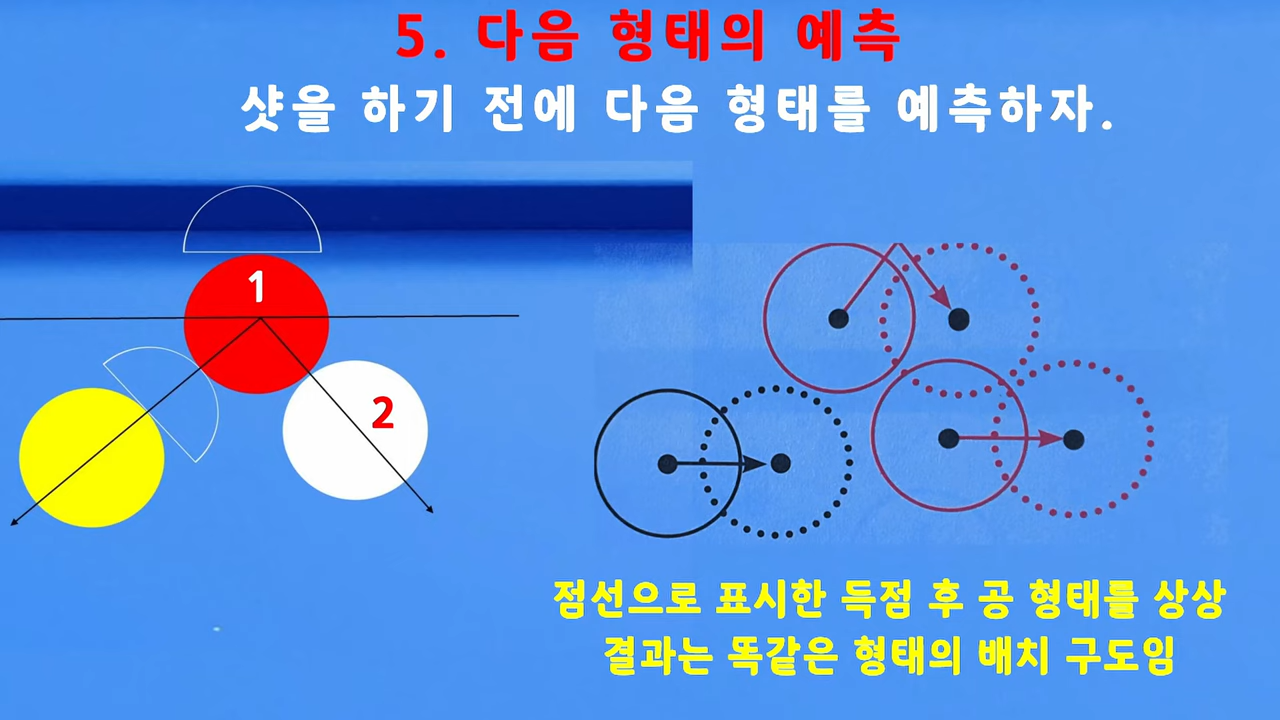 5. 다음 형태의 예측
샷을 하기 전에 다음 형태를 예측하자.
1
2
점선으로 표시한 득점 후 공 형태를 상상
결과는 똑같은 형태의 배치 구도임